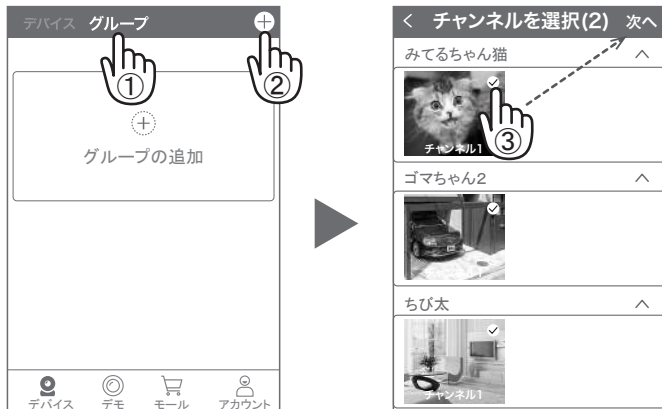 デバイス グループ
①
②
グループの追加
デバイス デモ モール アカウント
チャンネルを選択(2) 次へ
みてるちゃん猫
チャンネル1
③
ゴマちゃん2
ちび太
チャンネル1